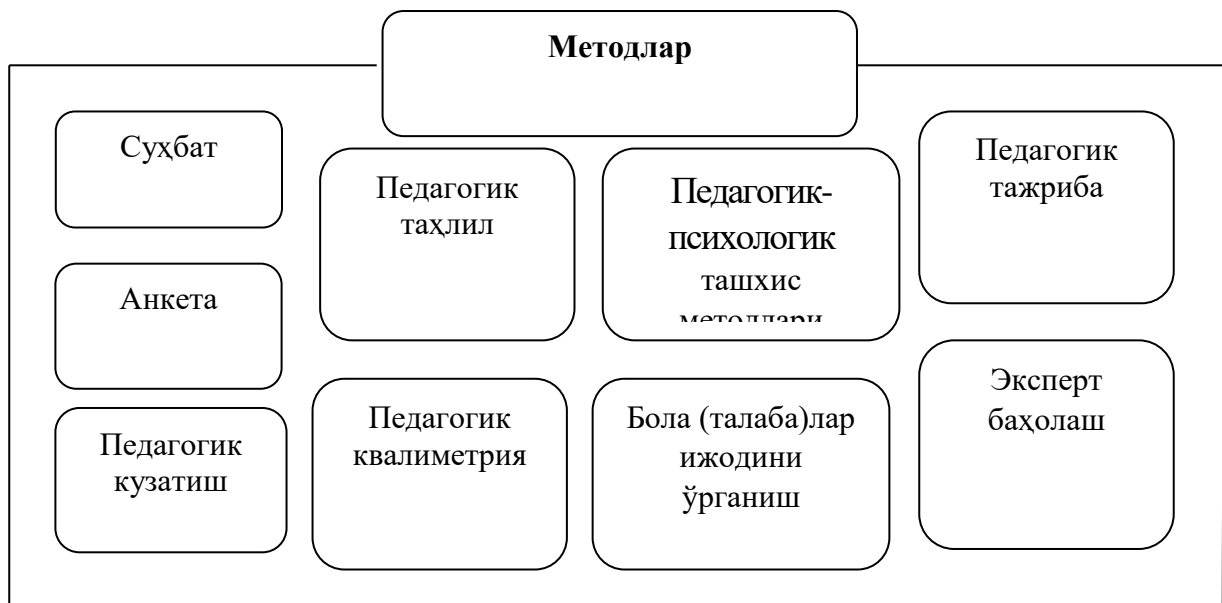 Методлар
Суҳбат
Анкета
Педагогик
кузатиш
Педагогик
таҳлил
Педагогик
квалиметрия
Педагогик-
психологик
ташхис
методлари
Бола (талаба)лар
ижодини
ўрганиш
Педагогик
тажриба
Эксперт
баҳолаш